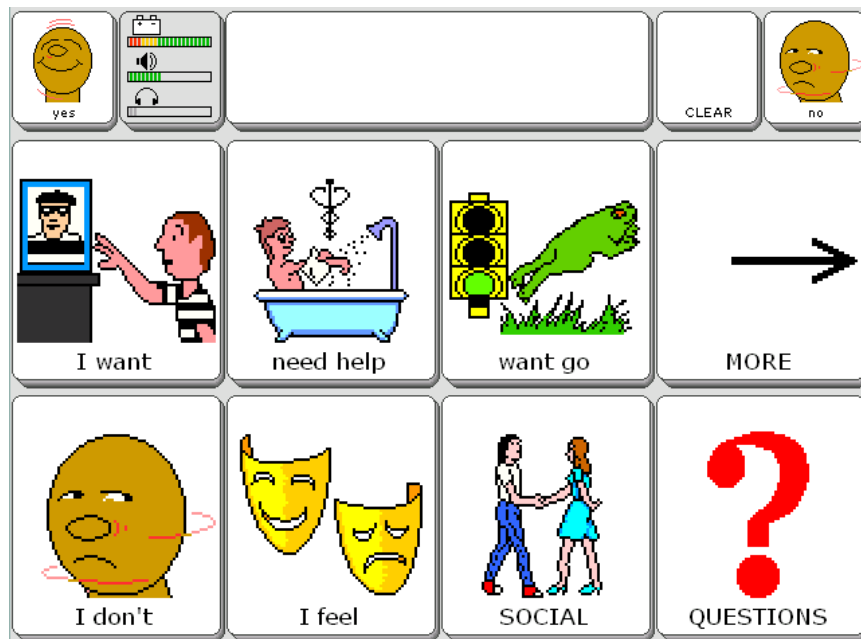 yes
CLEAR
no
I want
need help
want go
MORE
I don't
I feel
SOCIAL
QUESTIONS